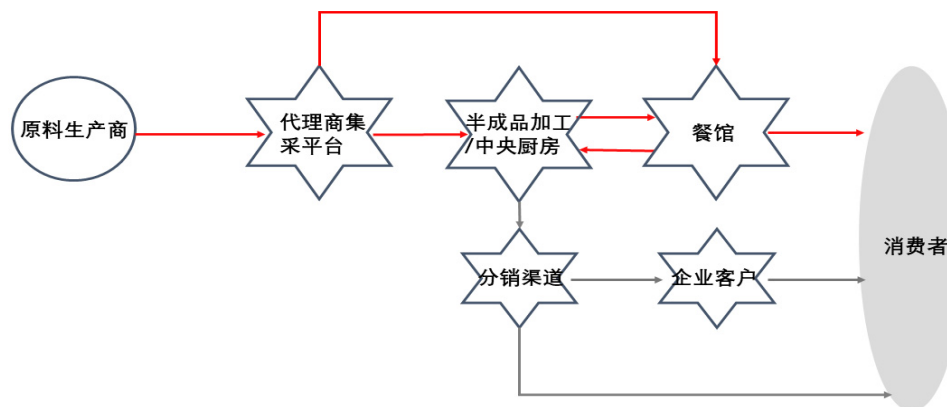 原料生产商
代理商集
采平台
半成品加工
/中央厨房
餐馆
消费者
分销渠道
企业客户